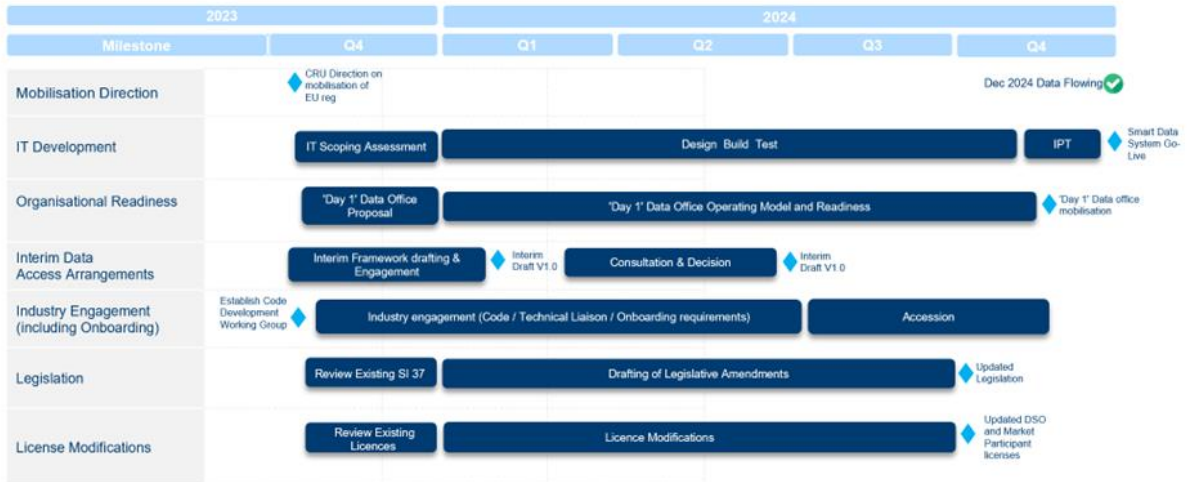 2023
2024
Milestone
Q4
Q1
Q2
Q3
Q4
Mobilisation Direction
CRU Direction on
mobilisation of
EU reg
Dec 2024 Data Flowing
IT Development
IT Scoping Assessment
Design Build Test
IPT
Smart Data
System Go-
Live
Organisational Readiness
'Day 1' Data Office
Proposal
'Day 1' Data Office Operating Model and Readiness
'Day 1' Data office
mobilisation
Interim Data
Access Arrangements
Interim Framework drafting &
Engagement
Interim
Draft V1.0
Consultation & Decision
Interim
Draft V1.0
Industry Engagement
(including Onboarding)
Establish Code
Development
Working Group
Industry engagement (Code / Technical Liaison / Onboarding requirements)
Accession
Legislation
Review Existing SI 37
Drafting of Legislative Amendments
Updated
Legislation
License Modifications
Review Existing
Licences
Licence Modifications
Updated DSO
and Market
Participant
licenses